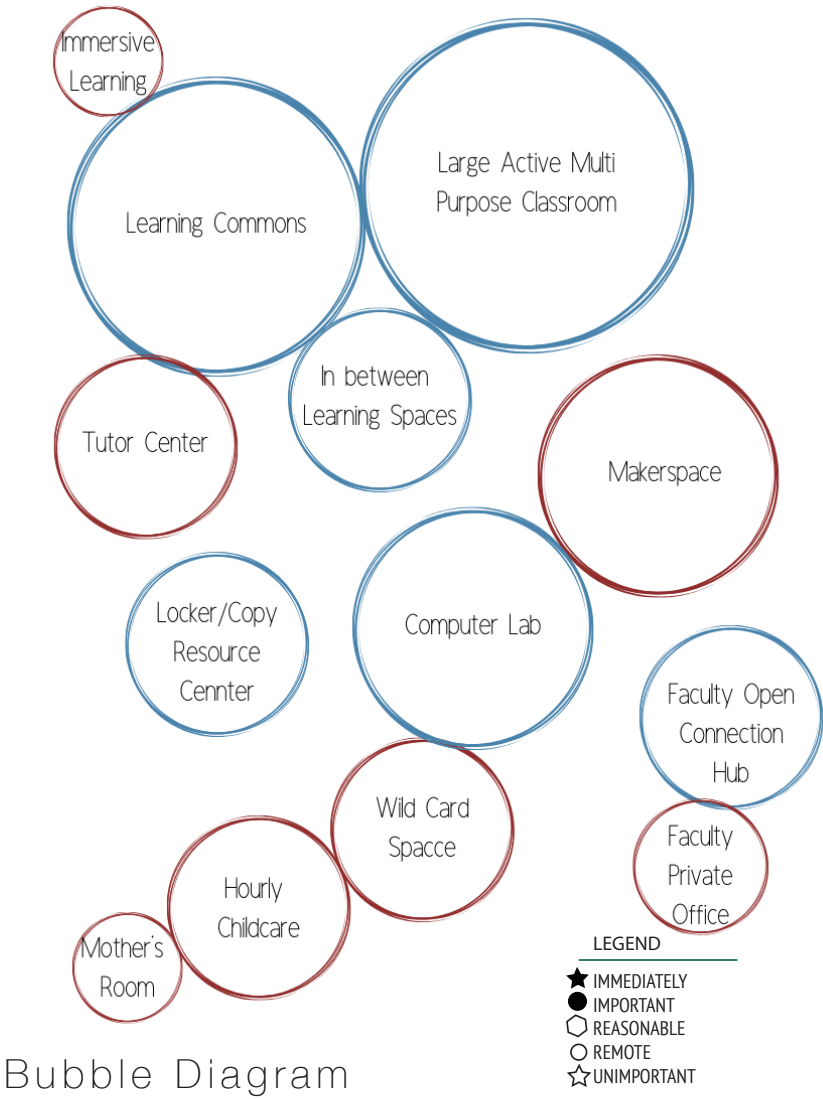 Immersive
Learning
Large Active Multi
Purpose Classroom
Learning Commons
In between
Learning Spaces
Tutor Center
Makerspace
Locker/Copy
Resource
Cennter
Computer Lab
Faculty Open
Connection
Hub
Wild Card
Spacce
Faculty
Private
Office
Hourly
Childcare
Mother's
Room
LEGEND
IMMEDIATELY
IMPORTANT
REASONABLE
REMOTE
UNIMPORTANT
Bubble Diagram